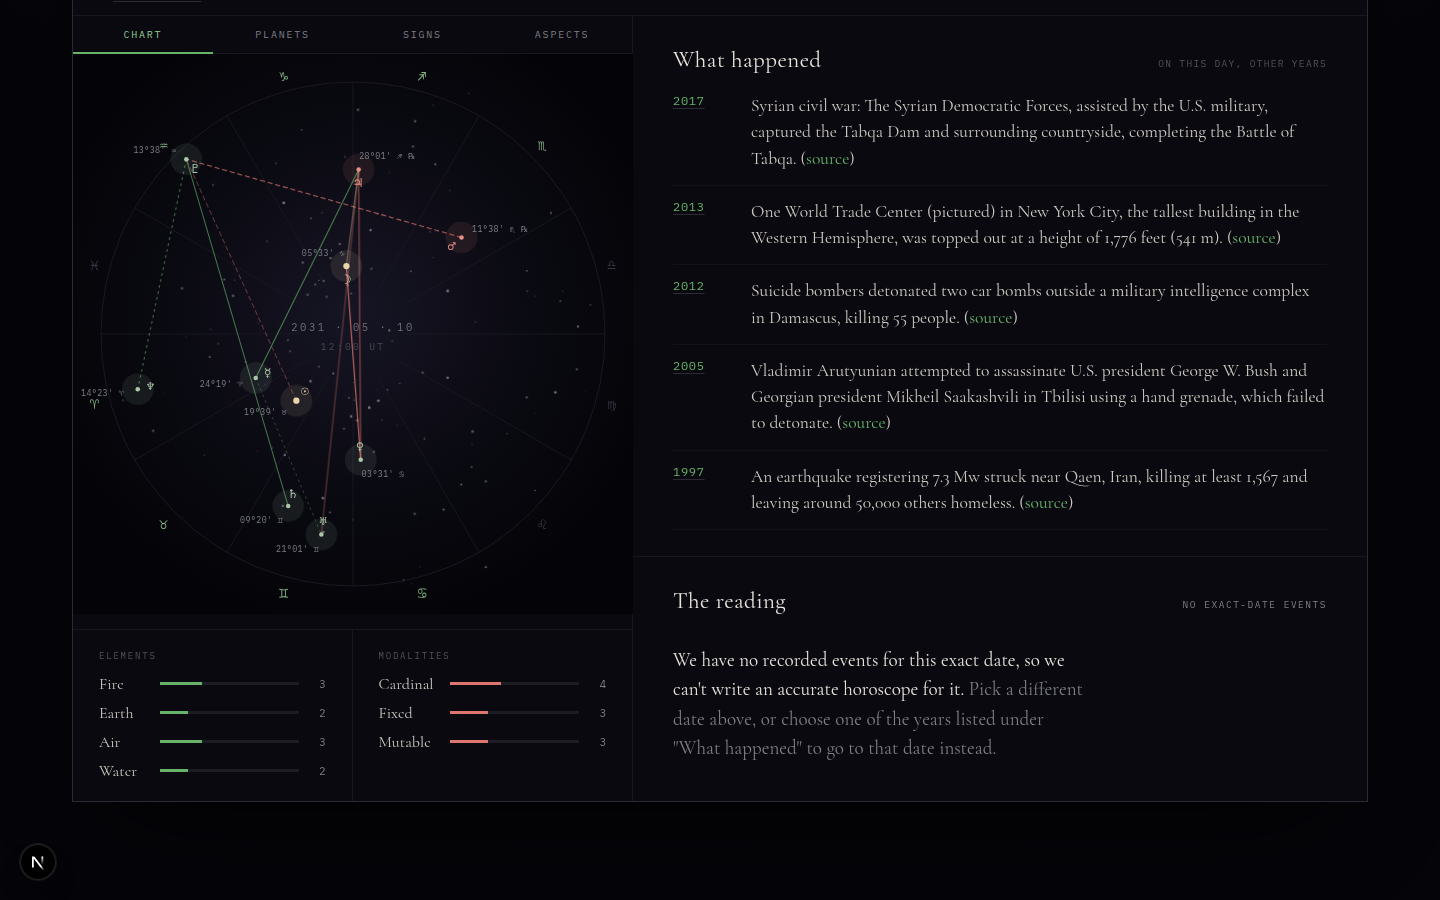 CHART
PLANETS
SIGNS
ASPECTS
♑
♐
♒
♏
13°38' ♒
♇
28°01' ♐ ℞
♃
11°38' ♏ ℞
♂
05°33' ♑
☽
♓
♎
2031 · 05 · 10
12:00 UT
24°19' ♈
☿
☉
19°39' ♉
14°23' ♈
♆
♈
♍
♀
03°31' ♋
♄
09°20' ♊
♅
21°01' ♊
♉
♌
♊
♋
ELEMENTS
Fire 3
Earth 2
Air 3
Water 2
MODALITIES
Cardinal 4
Fixed 3
Mutable 3
What happened
ON THIS DAY, OTHER YEARS
2017
Syrian civil war: The Syrian Democratic Forces, assisted by the U.S. military,
captured the Tabqa Dam and surrounding countryside, completing the Battle of
Tabqa. (source)
2013
One World Trade Center (pictured) in New York City, the tallest building in the
Western Hemisphere, was topped out at a height of 1,776 feet (541 m). (source)
2012
Suicide bombers detonated two car bombs outside a military intelligence complex
in Damascus, killing 55 people. (source)
2005
Vladimir Arutyunian attempted to assassinate U.S. president George W. Bush and
Georgian president Mikheil Saakashvili in Tbilisi using a hand grenade, which failed
to detonate. (source)
1997
An earthquake registering 7.3 Mw struck near Qaen, Iran, killing at least 1,567 and
leaving around 50,000 others homeless. (source)
The reading
NO EXACT-DATE EVENTS
We have no recorded events for this exact date, so we
can't write an accurate horoscope for it. Pick a different
date above, or choose one of the years listed under
"What happened" to go to that date instead.
N